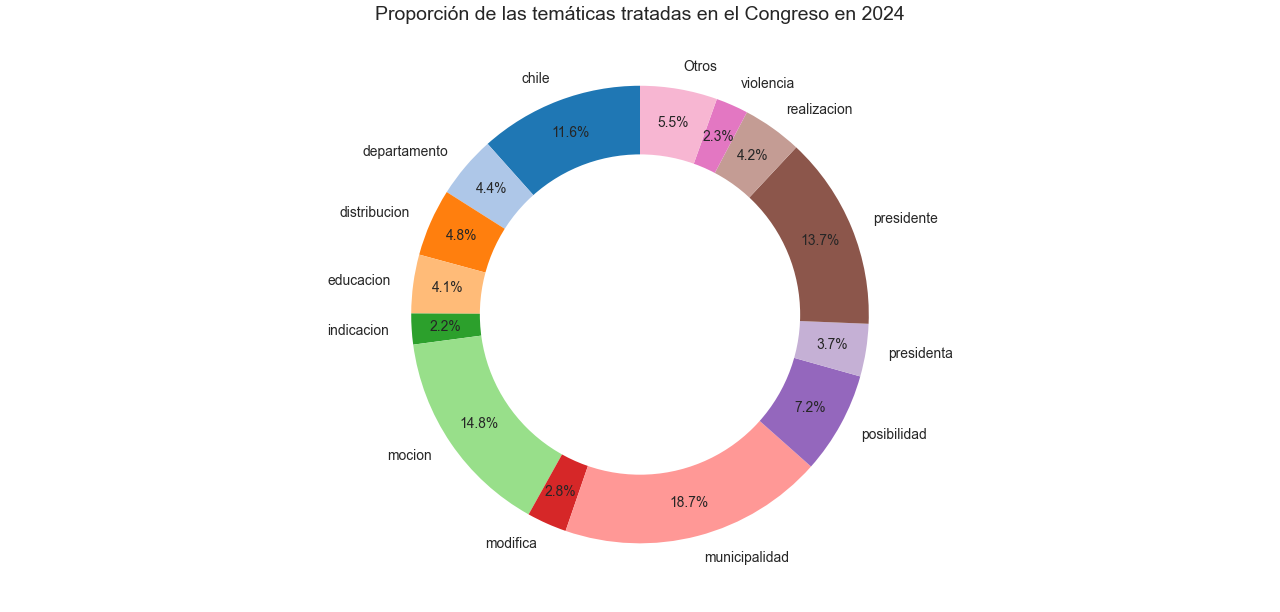 Proporción de las temáticas tratadas en el Congreso en 2024
chile
11.6%
departamento
4.4%
distribucion
4.8%
educacion
4.1%
indicacion
2.2%
mocion
14.8%
modifica
2.8%
municipalidad
18.7%
posibilidad
7.2%
presidenta
3.7%
presidente
13.7%
realizacion
4.2%
violencia
2.3%
Otros
5.5%